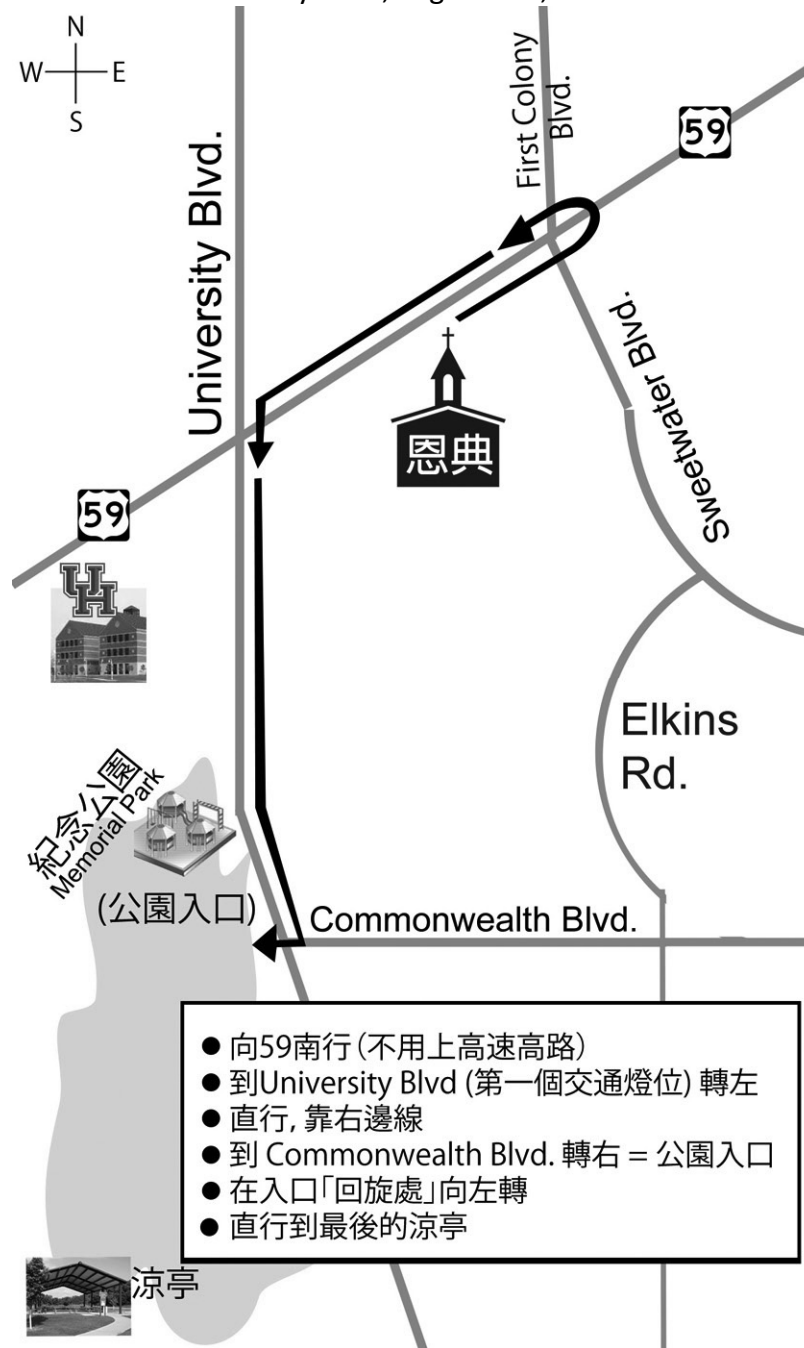 N
W E
S
University Blvd.
First Colony
Blvd.
59
Sweetwater Blvd.
恩典
59
UH
Elkins
Rd.
紀念公園
Memorial Park
(公園入口)
Commonwealth Blvd.
● 向59南行(不用上高速高路)
● 到University Blvd (第一個交通燈位) 轉左
● 直行, 靠右邊線
● 到 Commonwealth Blvd. 轉右 = 公園入口
● 在入口「回旋處」向左轉
● 直行到最後的涼亭
涼亭